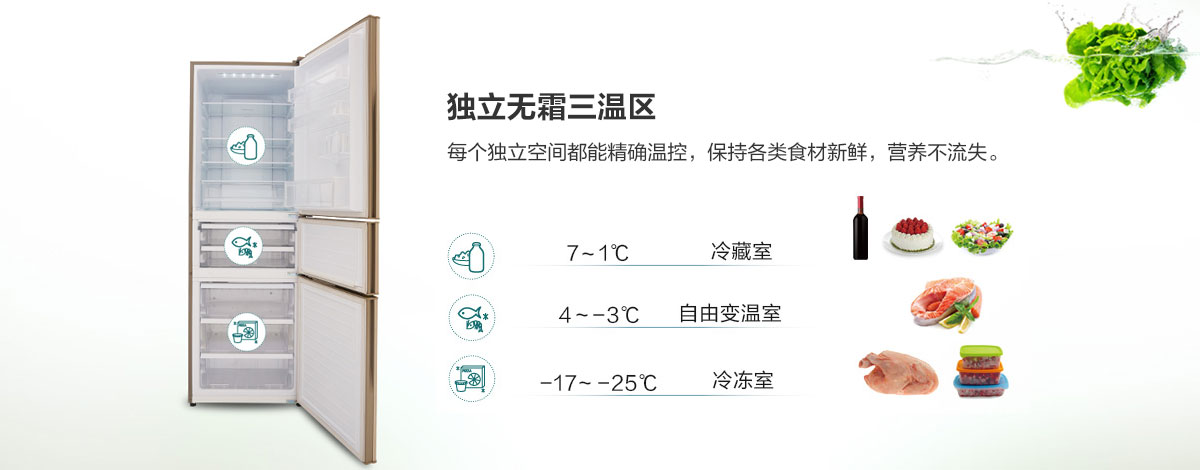 独立无霜三温区
每个独立空间都能精确温控，保持各类食材新鲜，营养不流失。
7~1℃ 冷藏室
4~-3℃ 自由变温室
-17~-25℃ 冷冻室